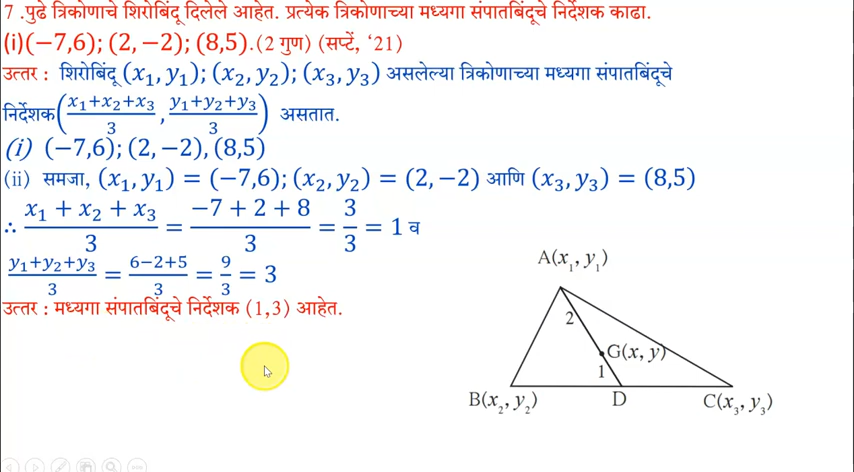 7 .पुढे त्रिकोणाचे शिरोबिंदू दिलेले आहेत. प्रत्येक त्रिकोणाच्या मध्यगा संपातबिंदूचे निर्देशक काढा.
(i)(−7,6); (2, −2); (8,5).(2 गुण) (सप्टें, ‘21)
उत्तर : शिरोबिंदू (x₁, y₁); (x₂, y₂); (x₃, y₃) असलेल्या त्रिकोणाच्या मध्यगा संपातबिंदूचे
निर्देशक((x₁+x₂+x₃)/3 , (y₁+y₂+y₃)/3) असतात.
(i) (−7,6); (2, −2), (8,5)
(ii) समजा, (x₁, y₁) = (−7,6); (x₂, y₂) = (2, −2) आणि (x₃, y₃) = (8,5)
∴ (x₁ + x₂ + x₃)/3 = (−7 + 2 + 8)/3 = 3/3 = 1 व
(y₁+y₂+y₃)/3 = (6−2+5)/3 = 9/3 = 3
उत्तर : मध्यगा संपातबिंदूचे निर्देशक (1,3) आहेत.
A(x₁, y₁)
2
G(x, y)
1
B(x₂, y₂) D C(x₃, y₃)